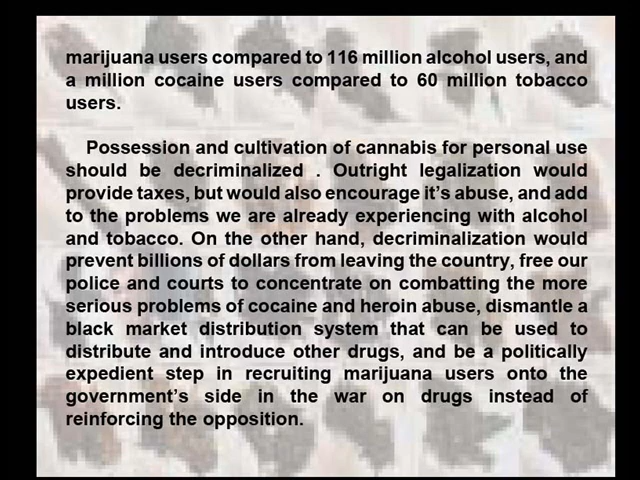 marijuana users compared to 116 million alcohol users, and
a million cocaine users compared to 60 million tobacco
users.
Possession and cultivation of cannabis for personal use
should be decriminalized . Outright legalization would
provide taxes, but would also encourage it’s abuse, and add
to the problems we are already experiencing with alcohol
and tobacco. On the other hand, decriminalization would
prevent billions of dollars from leaving the country, free our
police and courts to concentrate on combatting the more
serious problems of cocaine and heroin abuse, dismantle a
black market distribution system that can be used to
distribute and introduce other drugs, and be a politically
expedient step in recruiting marijuana users onto the
government’s side in the war on drugs instead of
reinforcing the opposition.